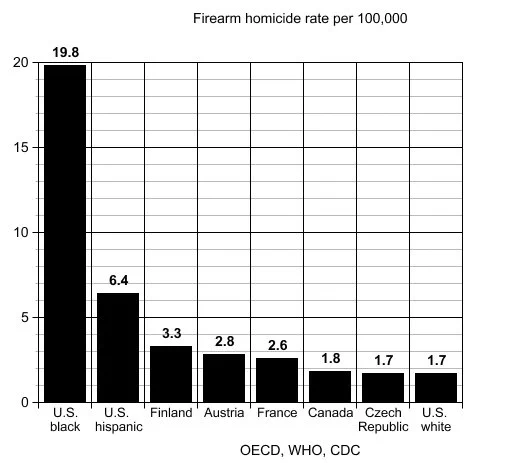 Firearm homicide rate per 100,000
19.8
20
15
10
6.4
5
3.3
2.8
2.6
1.8
1.7
1.7
0
U.S. black
U.S. hispanic
Finland
Austria
France
Canada
Czech Republic
U.S. white
OECD, WHO, CDC